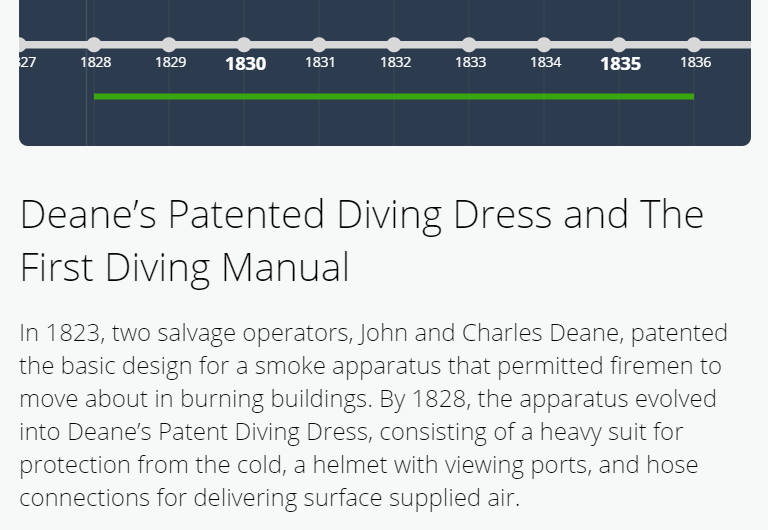 27 1828 1829 1830 1831 1832 1833 1834 1835 1836
Deane’s Patented Diving Dress and The
First Diving Manual
In 1823, two salvage operators, John and Charles Deane, patented
the basic design for a smoke apparatus that permitted firemen to
move about in burning buildings. By 1828, the apparatus evolved
into Deane’s Patent Diving Dress, consisting of a heavy suit for
protection from the cold, a helmet with viewing ports, and hose
connections for delivering surface supplied air.